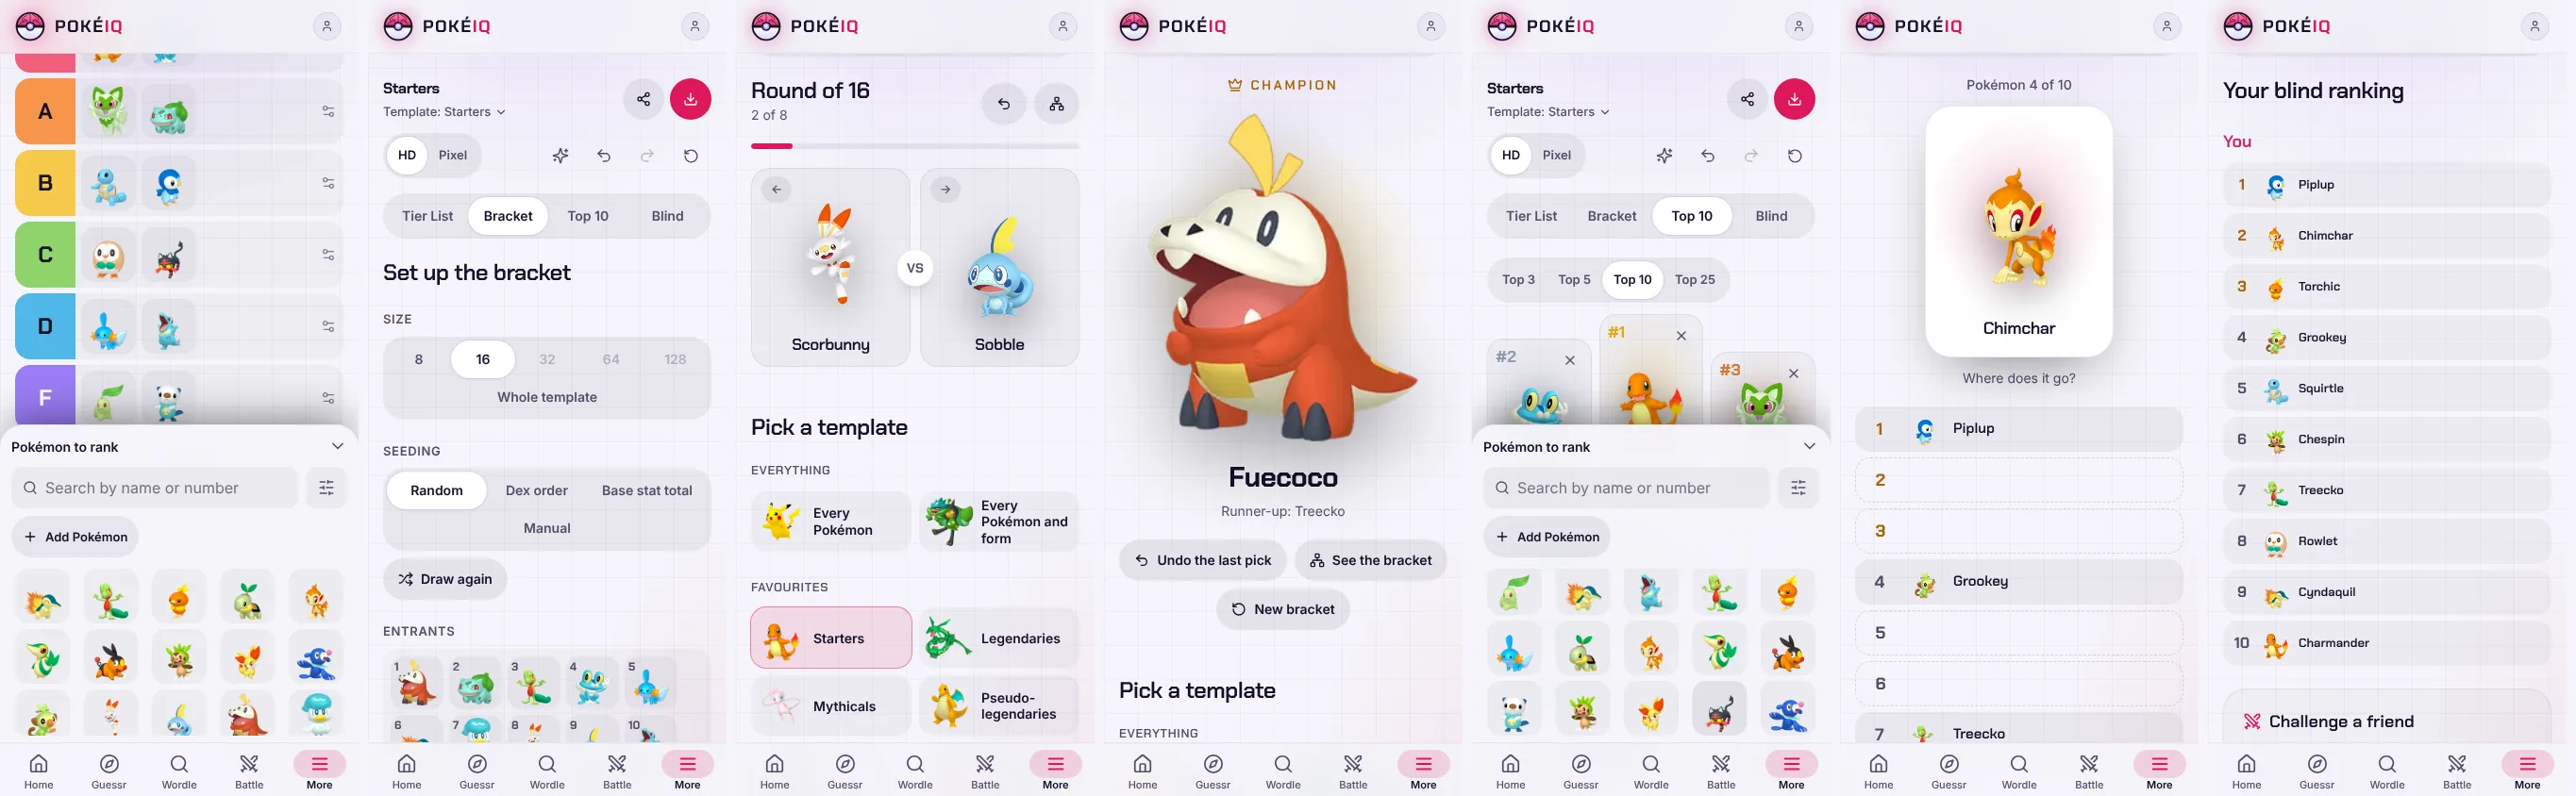 POKÉIQ
A
B
C
D
F
Pokémon to rank
Search by name or number
+ Add Pokémon
Home
Guessr
Wordle
Battle
More
POKÉIQ
Starters
Template: Starters
HD
Pixel
Tier List
Bracket
Top 10
Blind
Set up the bracket
SIZE
8
16
32
64
128
Whole template
SEEDING
Random
Dex order
Base stat total
Manual
Draw again
ENTRANTS
1
2
3
4
5
6
7
8
9
10
Home
Guessr
Wordle
Battle
More
POKÉIQ
Round of 16
2 of 8
Scorbunny
VS
Sobble
Pick a template
EVERYTHING
Every
Pokémon
Every
Pokémon and
form
FAVOURITES
Starters
Legendaries
Mythicals
Pseudo-
legendaries
Home
Guessr
Wordle
Battle
More
POKÉIQ
CHAMPION
Fuecoco
Runner-up: Treecko
Undo the last pick
See the bracket
New bracket
Pick a template
EVERYTHING
Home
Guessr
Wordle
Battle
More
POKÉIQ
Starters
Template: Starters
HD
Pixel
Tier List
Bracket
Top 10
Blind
Top 3
Top 5
Top 10
Top 25
#2
#1
#3
Pokémon to rank
Search by name or number
+ Add Pokémon
Home
Guessr
Wordle
Battle
More
POKÉIQ
Pokémon 4 of 10
Chimchar
Where does it go?
1 Piplup
2
3
4 Grookey
5
6
7 Treecko
Home
Guessr
Wordle
Battle
More
POKÉIQ
Your blind ranking
You
1 Piplup
2 Chimchar
3 Torchic
4 Grookey
5 Squirtle
6 Chespin
7 Treecko
8 Rowlet
9 Cyndaquil
10 Charmander
Challenge a friend
Home
Guessr
Wordle
Battle
More